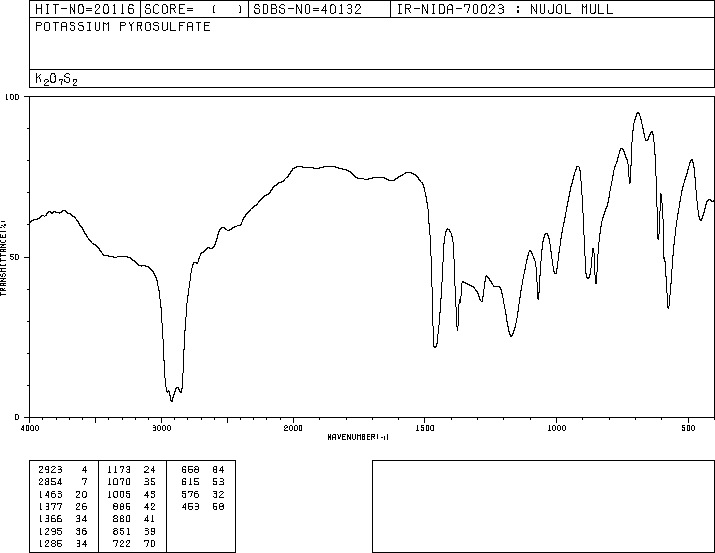 HIT-NO=20116 SCORE= ( ) SDBS-NO=40132 IR-NIDA-70023 : NUJOL MULL
POTASSIUM PYROSULFATE
K2O7S2
100
50
0
TRANSMITTANCE(%)
4000 3000 2000 1500 1000 500
WAVENUMBER(-1)
2923 4 1173 24 658 84
2854 7 1070 35 615 53
1463 20 1005 43 576 32
1377 26 886 42 453 58
1366 34 880 41
1295 36 851 39
1286 34 722 70